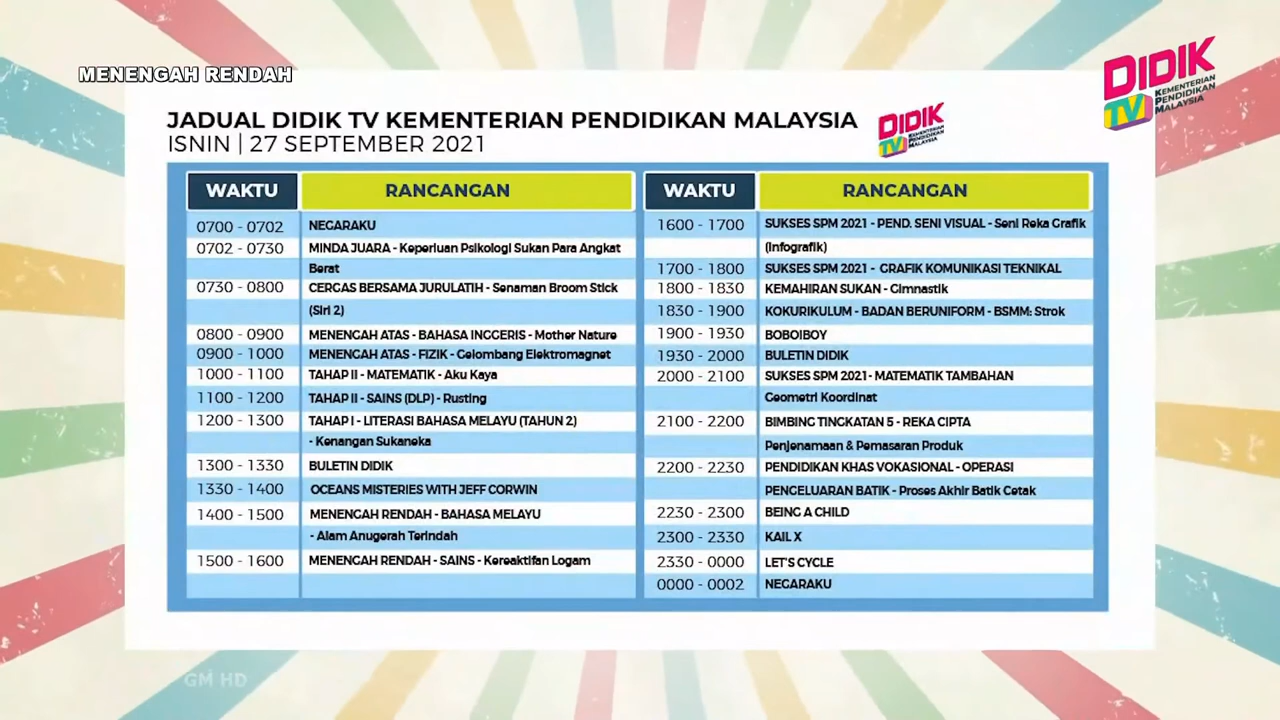 MENENGAH RENDAH
DIDIK
TV KEMENTERIAN
PENDIDIKAN
MALAYSIA
JADUAL DIDIK TV KEMENTERIAN PENDIDIKAN MALAYSIA
ISNIN | 27 SEPTEMBER 2021
DIDIK
TV KEMENTERIAN
PENDIDIKAN
MALAYSIA
WAKTU RANCANGAN
0700 - 0702 NEGARAKU
0702 - 0730 MINDA JUARA - Keperluan Psikologi Sukan Para Angkat
Berat
0730 - 0800 CERGAS BERSAMA JURULATIH - Senaman Broom Stick
(Siri 2)
0800 - 0900 MENENGAH ATAS - BAHASA INGGERIS - Mother Nature
0900 - 1000 MENENGAH ATAS - FIZIK - Gelombang Elektromagnet
1000 - 1100 TAHAP II - MATEMATIK - Aku Kaya
1100 - 1200 TAHAP II - SAINS (DLP) - Rusting
1200 - 1300 TAHAP I - LITERASI BAHASA MELAYU (TAHUN 2)
- Kenangan Sukaneka
1300 - 1330 BULETIN DIDIK
1330 - 1400 OCEANS MISTERIES WITH JEFF CORWIN
1400 - 1500 MENENGAH RENDAH - BAHASA MELAYU
- Alam Anugerah Terindah
1500 - 1600 MENENGAH RENDAH - SAINS - Kereaktifan Logam
WAKTU RANCANGAN
1600 - 1700 SUKSES SPM 2021 - PEND. SENI VISUAL - Seni Reka Grafik
(Infografik)
1700 - 1800 SUKSES SPM 2021 - GRAFIK KOMUNIKASI TEKNIKAL
1800 - 1830 KEMAHIRAN SUKAN - Gimnastik
1830 - 1900 KOKURIKULUM - BADAN BERUNIFORM - BSMM: Strok
1900 - 1930 BOBOIBOY
1930 - 2000 BULETIN DIDIK
2000 - 2100 SUKSES SPM 2021- MATEMATIK TAMBAHAN
Geometri Koordinat
2100 - 2200 BIMBING TINGKATAN 5 - REKA CIPTA
Penjenamaan & Pemasaran Produk
2200 - 2230 PENDIDIKAN KHAS VOKASIONAL - OPERASI
PENGELUARAN BATIK - Proses Akhir Batik Cetak
2230 - 2300 BEING A CHILD
2300 - 2330 KAIL X
2330 - 0000 LET'S CYCLE
0000 - 0002 NEGARAKU
GM HD